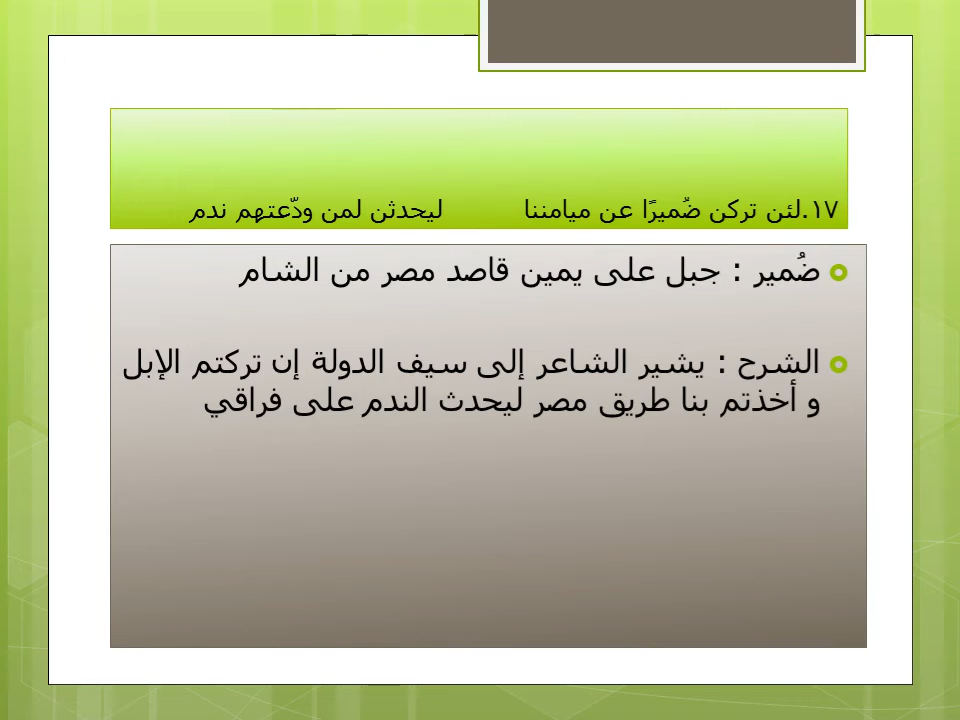 ١٧.لئن تركن ضُميرًا عن ميامننا ليحدثن لمن ودّعتهم ندم
ضُمير : جبل على يمين قاصد مصر من الشام
الشرح : يشير الشاعر إلى سيف الدولة إن تركتم الإبل
و أخذتم بنا طريق مصر ليحدث الندم على فراقي